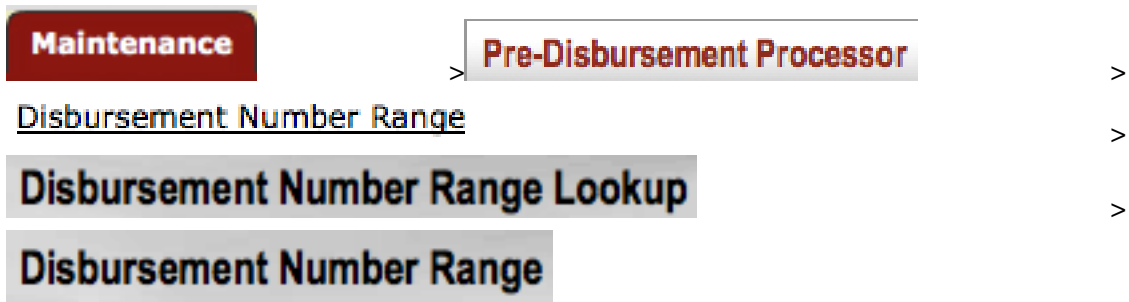 Maintenance > Pre-Disbursement Processor >
Disbursement Number Range >
Disbursement Number Range Lookup >
Disbursement Number Range